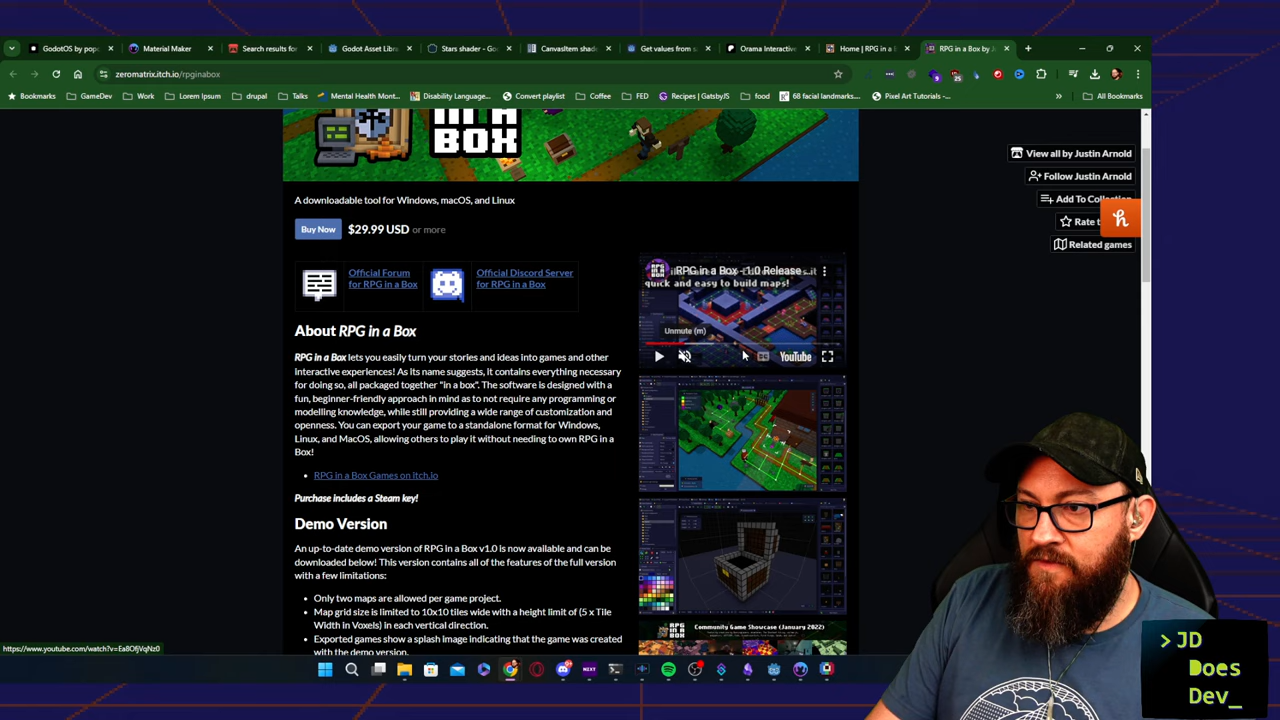 GodotOS by pop
Material Maker
Search results fo
Godot Asset Libr
Stars shader - Go
CanvasItem shade
Get values from s
Orama Interactive
Home | RPG in a B
RPG in a Box by J
zeromatrix.itch.io/rpginabox
Bookmarks
GameDev
Work
Lorem Ipsum
drupal
Talks
Mental Health Mont...
Disability Language...
Convert playlist
Coffee
FED
Recipes | GatsbyJS
food
68 facial landmarks...
Pixel Art Tutorials -...
»
All Bookmarks
IN A
BOX
View all by Justin Arnold
Follow Justin Arnold
Add To Collection
Rate t
Related games
A downloadable tool for Windows, macOS, and Linux
Buy Now $29.99 USD or more
Official Forum
for RPG in a Box
Official Discord Server
for RPG in a Box
About RPG in a Box
RPG in a Box lets you easily turn your stories and ideas into games and other
interactive experiences! As its name suggests, it contains everything necessary
for doing so, all packaged together "in a box". The software is designed with a
fun, beginner-friendly approach in mind as to not require any programming or
modelling knowledge, while still providing a wide range of customization and
openness. You can export your game to a standalone format for Windows,
Linux, and MacOS, allowing others to play it without needing to own RPG in a
Box!
RPG in a Box Games on itch.io
Purchase includes a Steam key!
Demo Version
An up-to-date demo version of RPG in a Box v1.0 is now available and can be
downloaded below! This version contains all of the features of the full version
with a few limitations:
Only two maps are allowed per game project.
Map grid size is limited to 10x10 tiles wide with a height limit of (5 x Tile
Width in Voxels) in each vertical direction.
Exported games show a splash image indicating that the game was created
with the demo version.
RPG in a Box - 1.0 Release...
quick and easy to build maps!
Unmute (m)
YouTube
Community Game Showcase (January 2022)
https://www.youtube.com/watch?v=Ea8OfjVqNz0
> JD
Does
Dev_